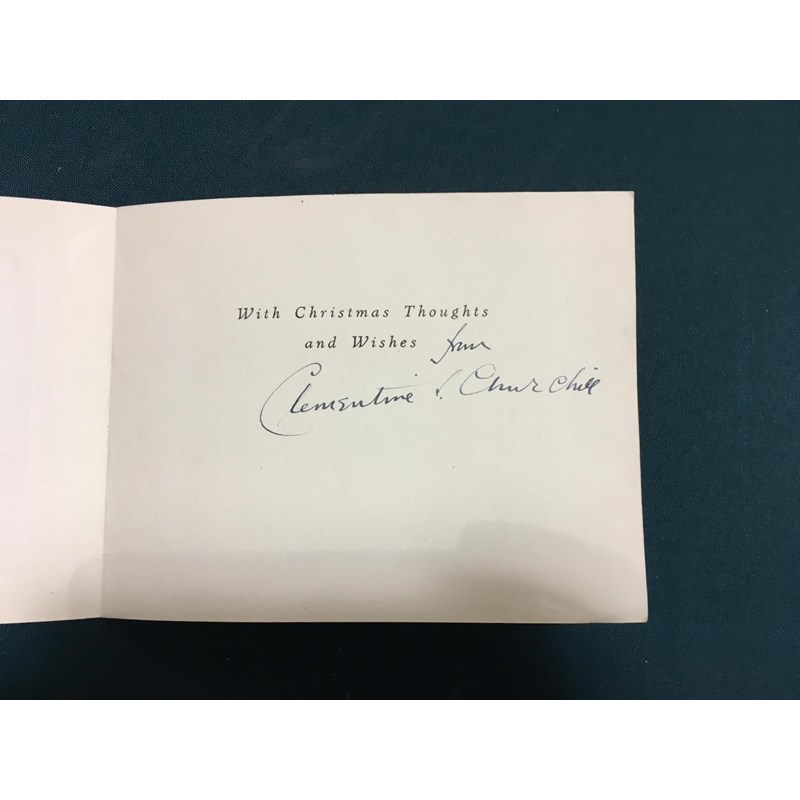 With Christmas Thoughts
and Wishes from
Clementine S. Churchill